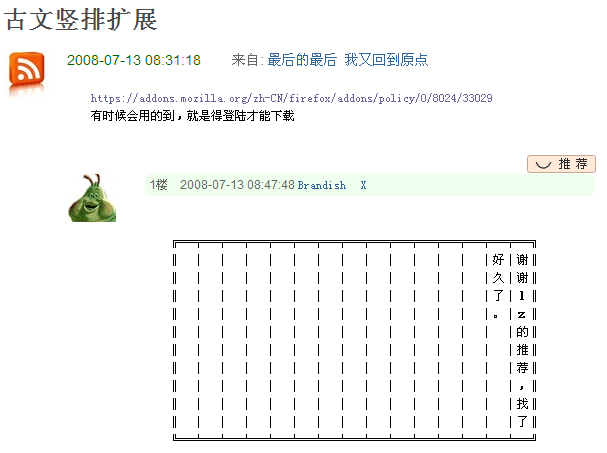 古文竖排扩展
2008-07-13 08:31:18 来自: 最后的最后 我又回到原点
https://addons.mozilla.org/zh-CN/firefox/addons/policy/0/8024/33029
有时候会用的到，就是得登陆才能下载
推 荐
1楼 2008-07-13 08:47:48 Brandish X
谢谢lz的推荐，找了
好久了。